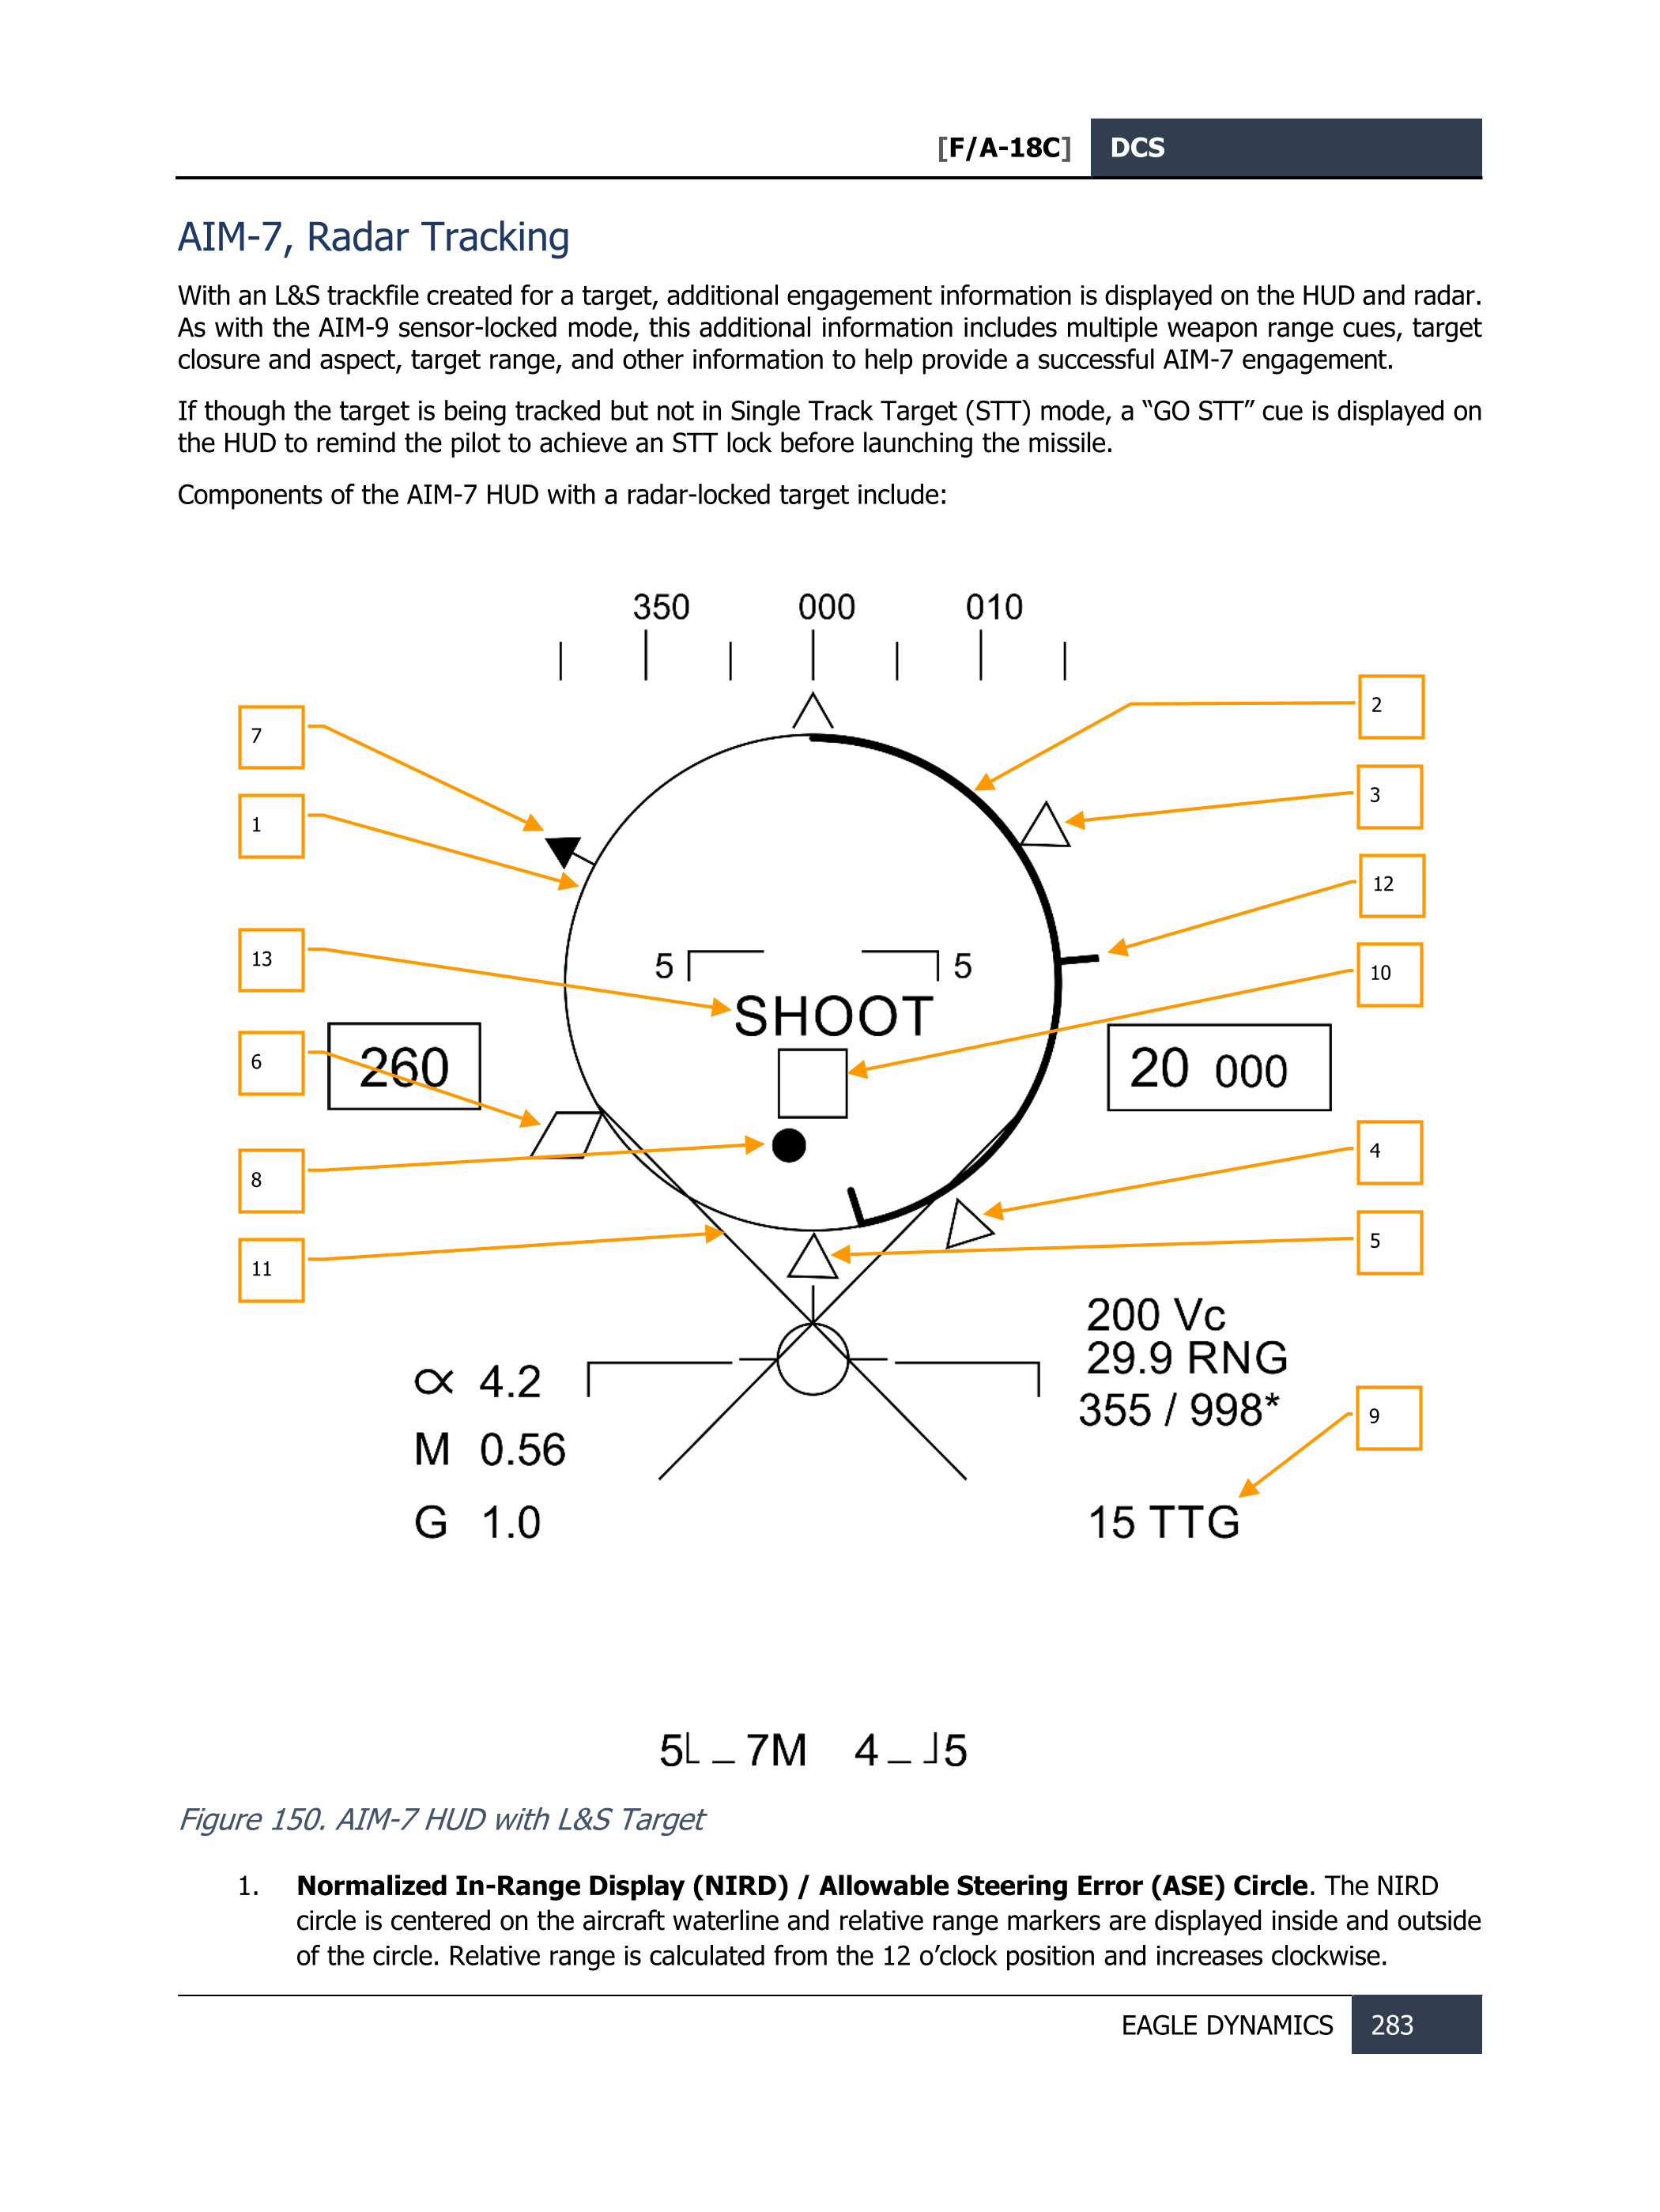 [F/A-18C] DCS
AIM-7, Radar Tracking
With an L&S trackfile created for a target, additional engagement information is displayed on the HUD and radar.
As with the AIM-9 sensor-locked mode, this additional information includes multiple weapon range cues, target
closure and aspect, target range, and other information to help provide a successful AIM-7 engagement.
If though the target is being tracked but not in Single Track Target (STT) mode, a “GO STT” cue is displayed on
the HUD to remind the pilot to achieve an STT lock before launching the missile.
Components of the AIM-7 HUD with a radar-locked target include:
350 000 010
2
7
3
1
12
13
5 5
10
SHOOT
6
260
20 000
4
8
5
11
200 Vc
29.9 RNG
∝ 4.2
355 / 998*
9
M 0.56
G 1.0
15 TTG
5 7M 4 5
Figure 150. AIM-7 HUD with L&S Target
1. Normalized In-Range Display (NIRD) / Allowable Steering Error (ASE) Circle. The NIRD
circle is centered on the aircraft waterline and relative range markers are displayed inside and outside
of the circle. Relative range is calculated from the 12 o’clock position and increases clockwise.
EAGLE DYNAMICS 283